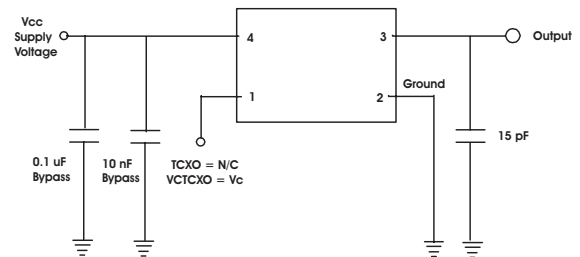 Vcc
Supply
Voltage
4
3
Output
1
Ground
2
0.1 uF
Bypass
10 nF
Bypass
TCXO = N/C
VCTCXO = Vc
15 pF